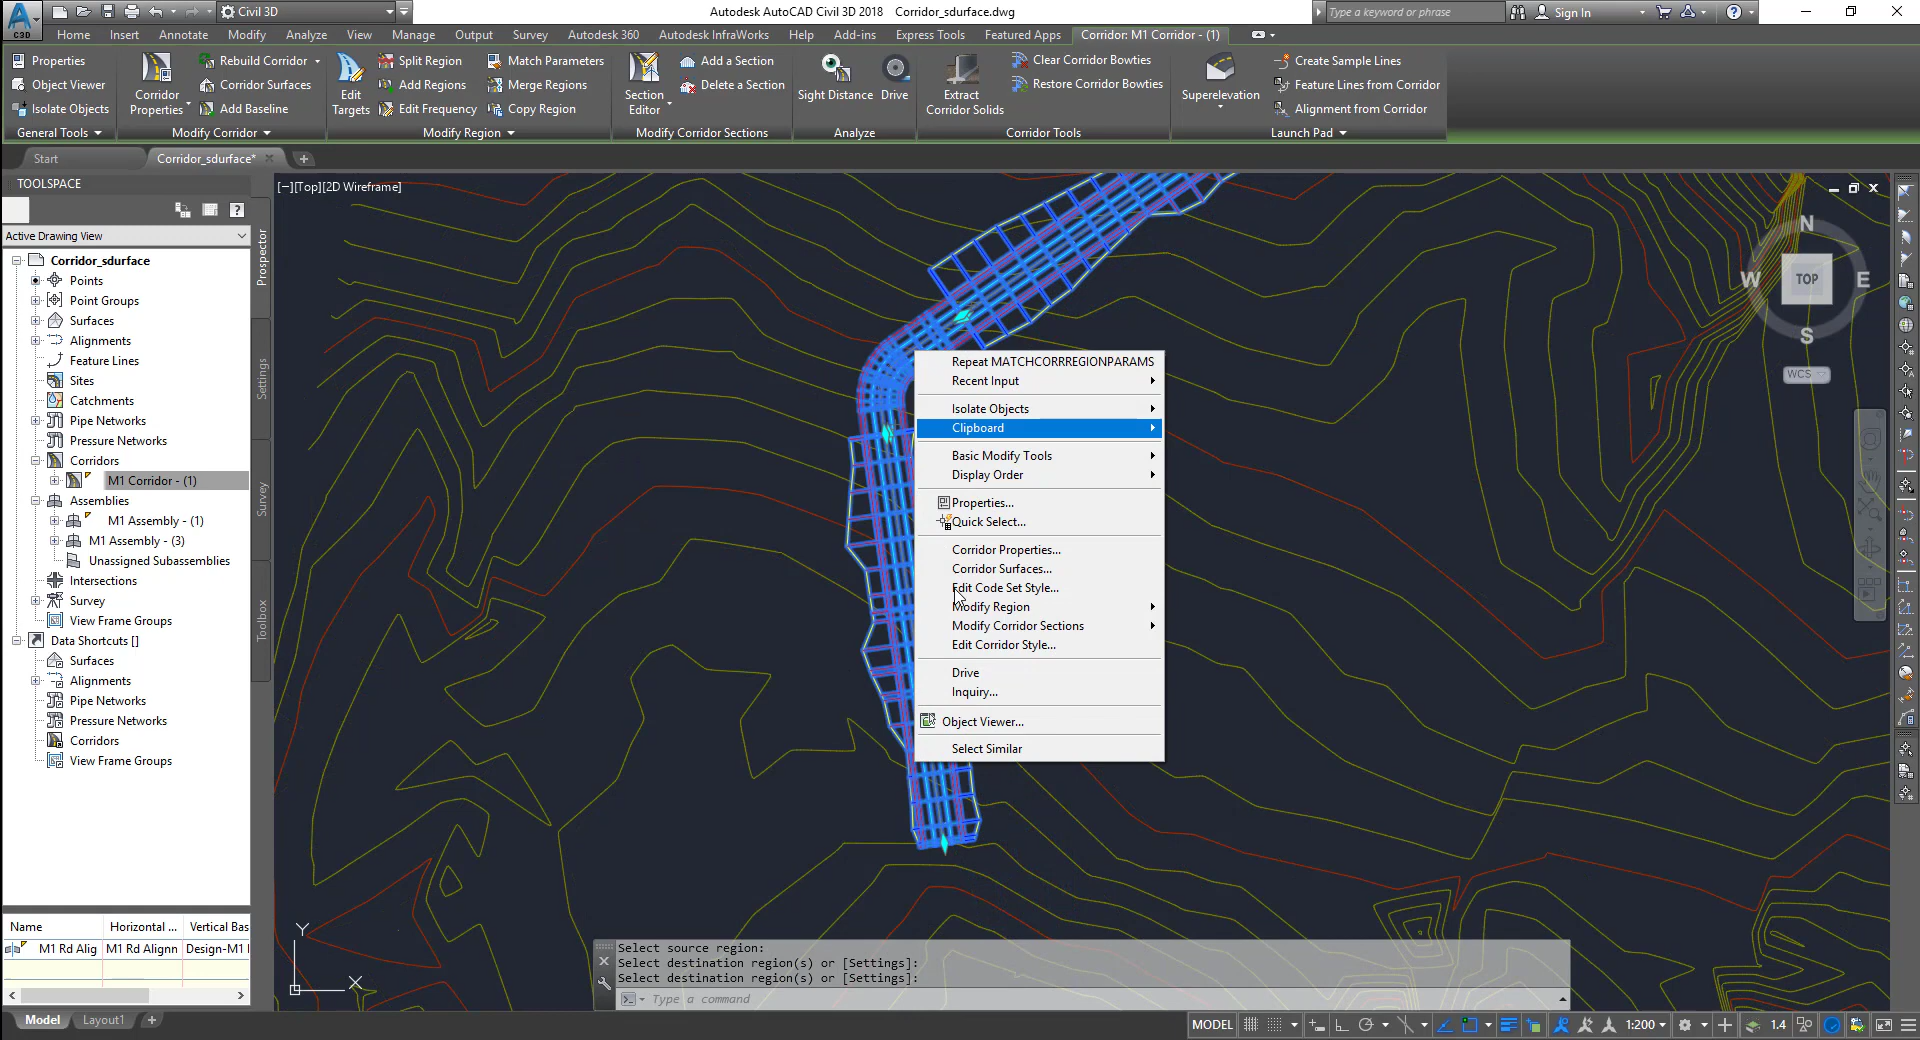 Civil 3D
Autodesk AutoCAD Civil 3D 2018 Corridor_sdurface.dwg
Type a keyword or phrase
Sign In
C3D
Home Insert Annotate Modify Analyze View Manage Output Survey Autodesk 360 Autodesk InfraWorks Help Add-ins Express Tools Featured Apps Corridor: M1 Corridor - (1)
Properties
Object Viewer
Isolate Objects
General Tools
Corridor Properties
Rebuild Corridor
Corridor Surfaces
Add Baseline
Modify Corridor
Edit Targets
Split Region
Add Regions
Edit Frequency
Match Parameters
Merge Regions
Copy Region
Modify Region
Section Editor
Add a Section
Delete a Section
Modify Corridor Sections
Sight Distance
Drive
Analyze
Extract Corridor Solids
Clear Corridor Bowties
Restore Corridor Bowties
Corridor Tools
Superelevation
Create Sample Lines
Feature Lines from Corridor
Alignment from Corridor
Launch Pad
Start
Corridor_sdurface*
TOOLSPACE
Active Drawing View
Corridor_sdurface
Points
Point Groups
Surfaces
Alignments
Feature Lines
Sites
Catchments
Pipe Networks
Pressure Networks
Corridors
M1 Corridor - (1)
Assemblies
M1 Assembly - (1)
M1 Assembly - (3)
Unassigned Subassemblies
Intersections
Survey
View Frame Groups
Data Shortcuts []
Surfaces
Alignments
Pipe Networks
Pressure Networks
Corridors
View Frame Groups
Prospector
Settings
Survey
Toolbox
Name Horizontal ... Vertical Bas
M1 Rd Alig M1 Rd Alignn Design-M1 I
[−][Top][2D Wireframe]
N
W TOP E
S
WCS
Repeat MATCHCORRREGIONPARAMS
Recent Input
Isolate Objects
Clipboard
Basic Modify Tools
Display Order
Properties...
Quick Select...
Corridor Properties...
Corridor Surfaces...
Edit Code Set Style...
Modify Region
Modify Corridor Sections
Edit Corridor Style...
Drive
Inquiry...
Object Viewer...
Select Similar
Y
X
Select source region:
Select destination region(s) or [Settings]:
Select destination region(s) or [Settings]:
Type a command
Model Layout1
MODEL 1:200 1.4